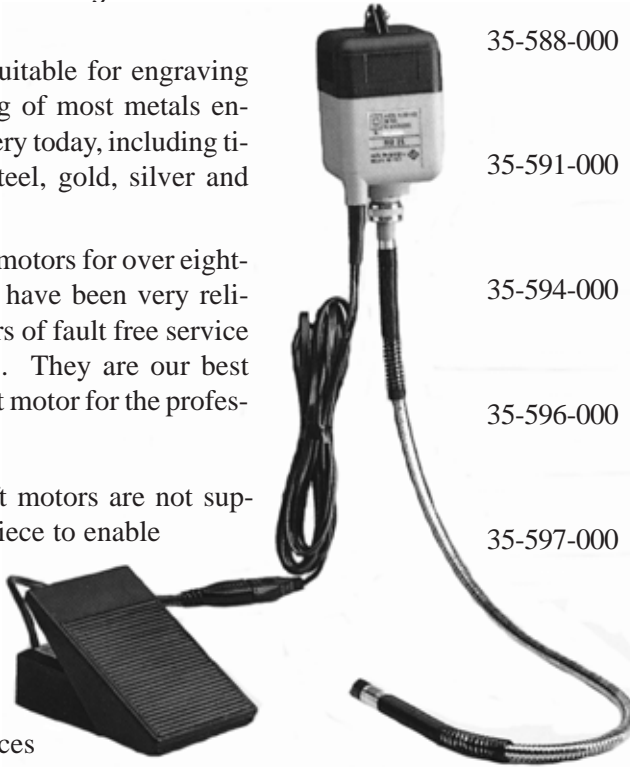 uitable for engraving
g of most metals en-
ery today, including ti-
teel, gold, silver and
motors for over eight-
have been very reli-
rs of fault free service
. They are our best
t motor for the profes-
t motors are not sup-
iece to enable
ces
35-588-000
35-591-000
35-594-000
35-596-000
35-597-000